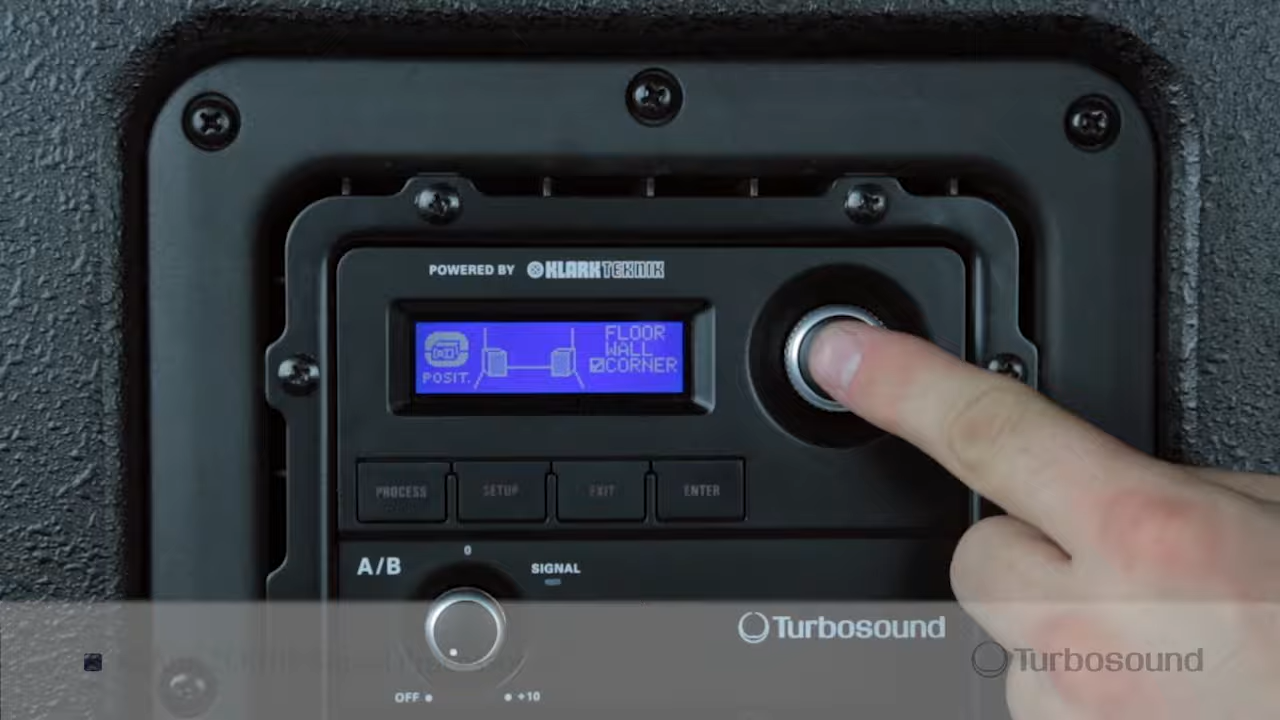 POWERED BY KLARK TEKNIK
FLOOR
WALL
CORNER
POSIT.
PROCESS SETUP EXIT ENTER
A/B
0
SIGNAL
Turbosound
OFF +10
Turbosound